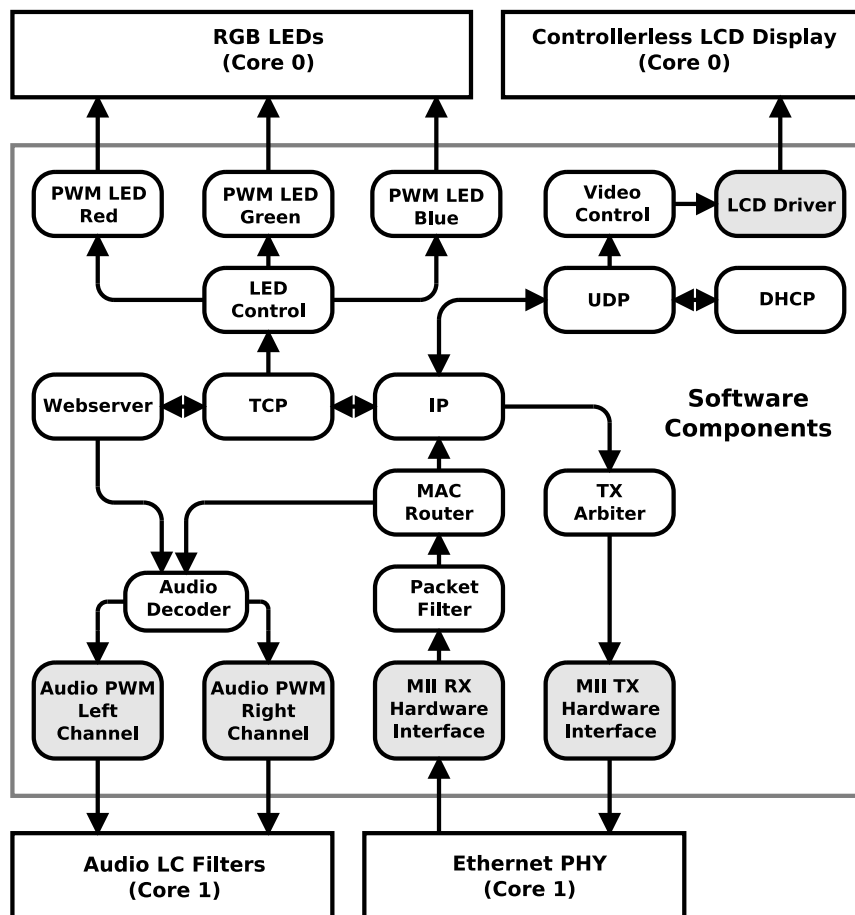 RGB LEDs
(Core 0)
Controllerless LCD Display
(Core 0)
PWM LED
Red
PWM LED
Green
PWM LED
Blue
Video
Control
LCD Driver
LED
Control
UDP
DHCP
Webserver
TCP
IP
Software
Components
MAC
Router
TX
Arbiter
Audio
Decoder
Packet
Filter
Audio PWM
Left
Channel
Audio PWM
Right
Channel
MII RX
Hardware
Interface
MII TX
Hardware
Interface
Audio LC Filters
(Core 1)
Ethernet PHY
(Core 1)